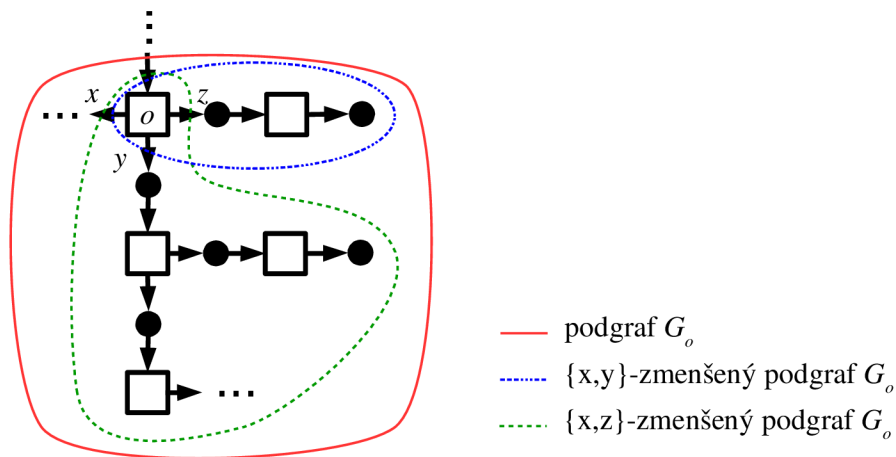 x
o
z
y
podgraf G_o
{x,y}-zmenšený podgraf G_o
{x,z}-zmenšený podgraf G_o